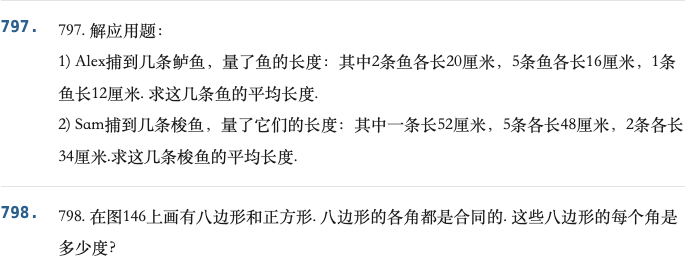 797. 797. 解应用题：
1) Alex捕到几条鲈鱼，量了鱼的长度：其中2条鱼各长20厘米，5条鱼各长16厘米，1条
鱼长12厘米. 求这几条鱼的平均长度.
2) Sam捕到几条梭鱼，量了它们的长度：其中一条长52厘米，5条各长48厘米，2条各长
34厘米.求这几条梭鱼的平均长度.
798. 798. 在图146上画有八边形和正方形. 八边形的各角都是合同的. 这些八边形的每个角是
多少度?